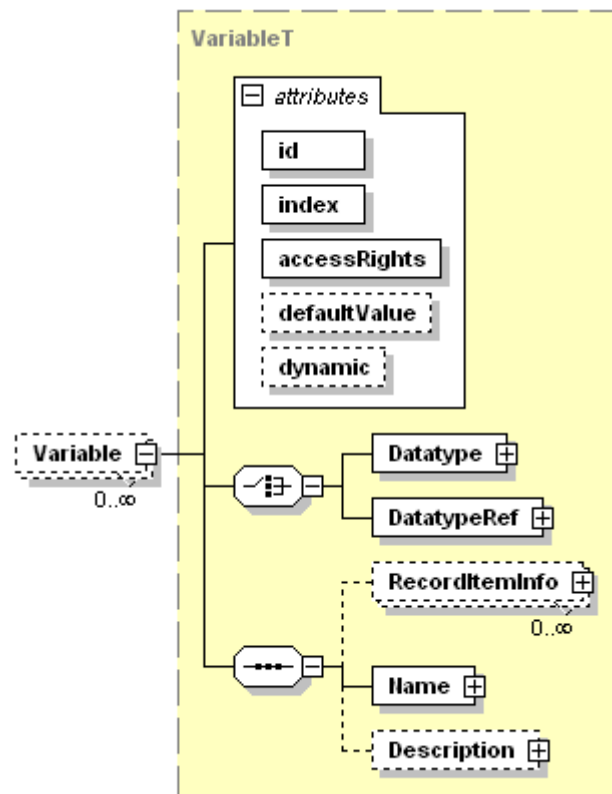 VariableT
attributes
id
index
accessRights
defaultValue
dynamic
Variable
0..∞
Datatype
DatatypeRef
RecordItemInfo
0..∞
Name
Description